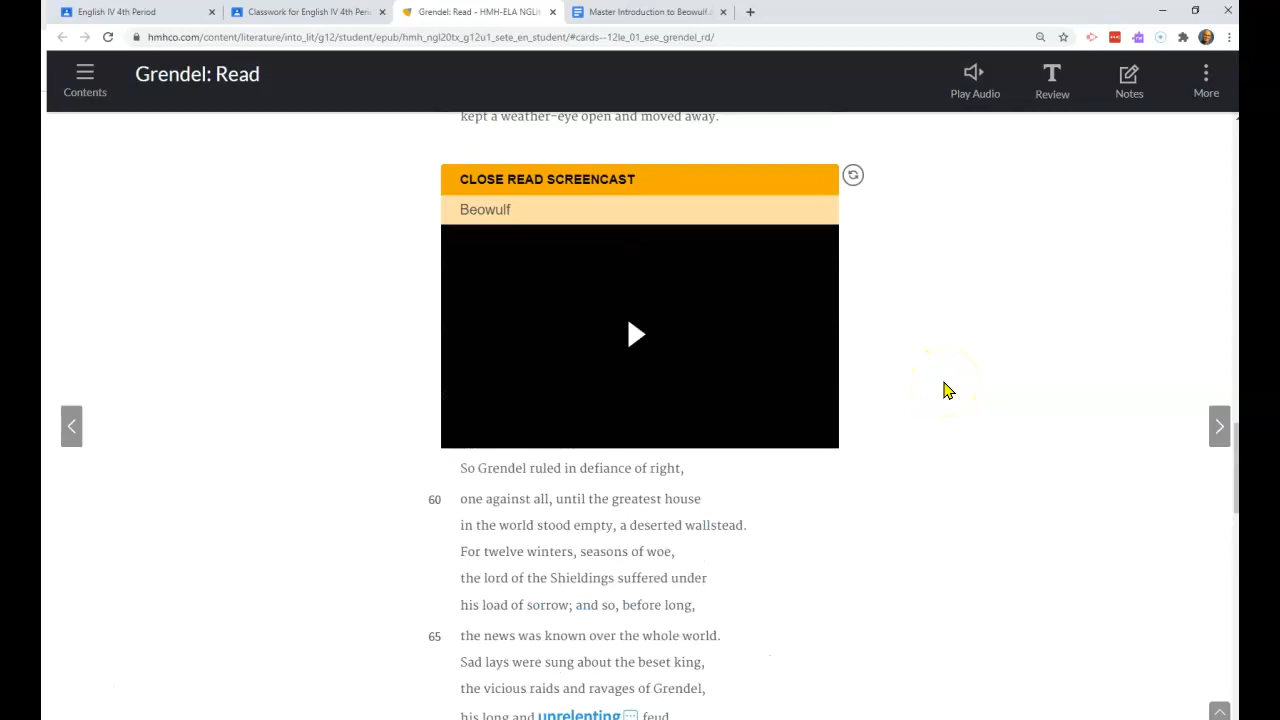 English IV 4th Period
Classwork for English IV 4th Period
Grendel: Read - HMH-ELA NGLi
Master Introduction to Beowulf.
hmhco.com/content/literature/into_lit/g12/student/epub/hmh_ngl20tx_g12u1_sete_en_student/#cards--12le_01_ese_grendel_rd/
Contents
Grendel: Read
Play Audio
Review
Notes
More
kept a weather-eye open and moved away.
CLOSE READ SCREENCAST
Beowulf
So Grendel ruled in defiance of right,
60 one against all, until the greatest house
in the world stood empty, a deserted wallstead.
For twelve winters, seasons of woe,
the lord of the Shieldings suffered under
his load of sorrow; and so, before long,
65 the news was known over the whole world.
Sad lays were sung about the beset king,
the vicious raids and ravages of Grendel,
his long and unrelenting feud